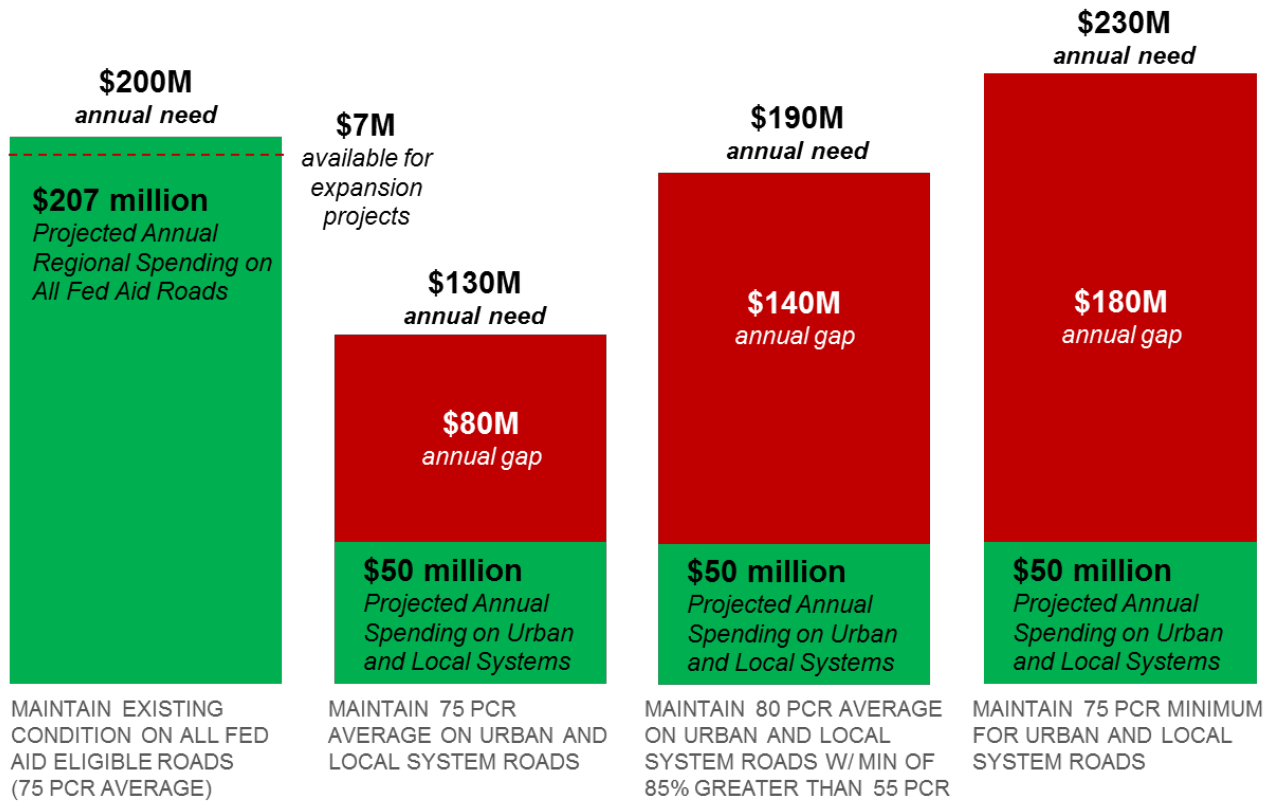 $200M
annual need
$207 million
Projected Annual
Regional Spending on
All Fed Aid Roads
MAINTAIN EXISTING
CONDITION ON ALL FED
AID ELIGIBLE ROADS
(75 PCR AVERAGE)
$7M
available for
expansion
projects
$130M
annual need
$80M
annual gap
$50 million
Projected Annual
Spending on Urban
and Local Systems
MAINTAIN 75 PCR
AVERAGE ON URBAN AND
LOCAL SYSTEM ROADS
$190M
annual need
$140M
annual gap
$50 million
Projected Annual
Spending on Urban
and Local Systems
MAINTAIN 80 PCR AVERAGE
ON URBAN AND LOCAL
SYSTEM ROADS W/ MIN OF
85% GREATER THAN 55 PCR
$230M
annual need
$180M
annual gap
$50 million
Projected Annual
Spending on Urban
and Local Systems
MAINTAIN 75 PCR MINIMUM
FOR URBAN AND LOCAL
SYSTEM ROADS